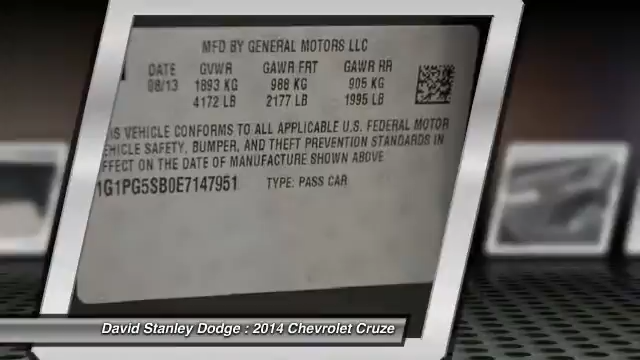 MFD BY GENERAL MOTORS LLC
DATE GVWR GAWR FRT GAWR RR
08/13 1893 KG 988 KG 905 KG
4172 LB 2177 LB 1995 LB
IS VEHICLE CONFORMS TO ALL APPLICABLE U.S. FEDERAL MOTOR
EHICLE SAFETY, BUMPER, AND THEFT PREVENTION STANDARDS IN
FFECT ON THE DATE OF MANUFACTURE SHOWN ABOVE
1G1PG5SB0E7147951 TYPE: PASS CAR
David Stanley Dodge : 2014 Chevrolet Cruze